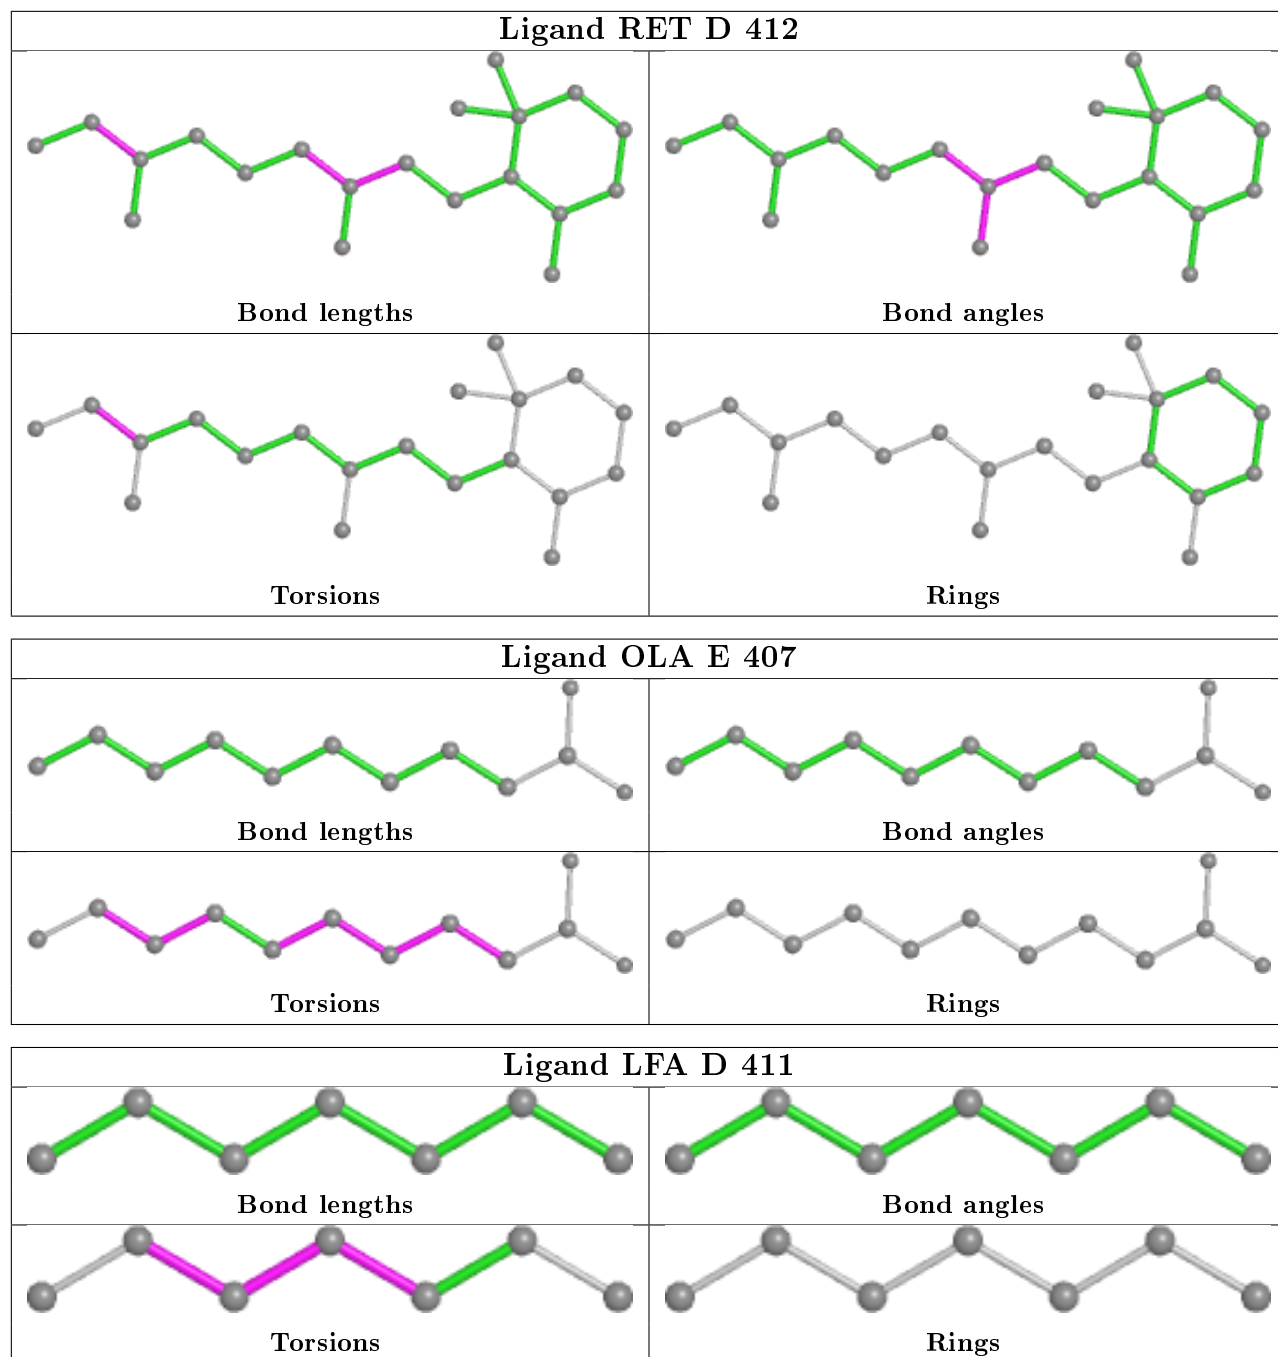 Ligand RET D 412
Bond lengths
Bond angles
Torsions
Rings
Ligand OLA E 407
Bond lengths
Bond angles
Torsions
Rings
Ligand LFA D 411
Bond lengths
Bond angles
Torsions
Rings